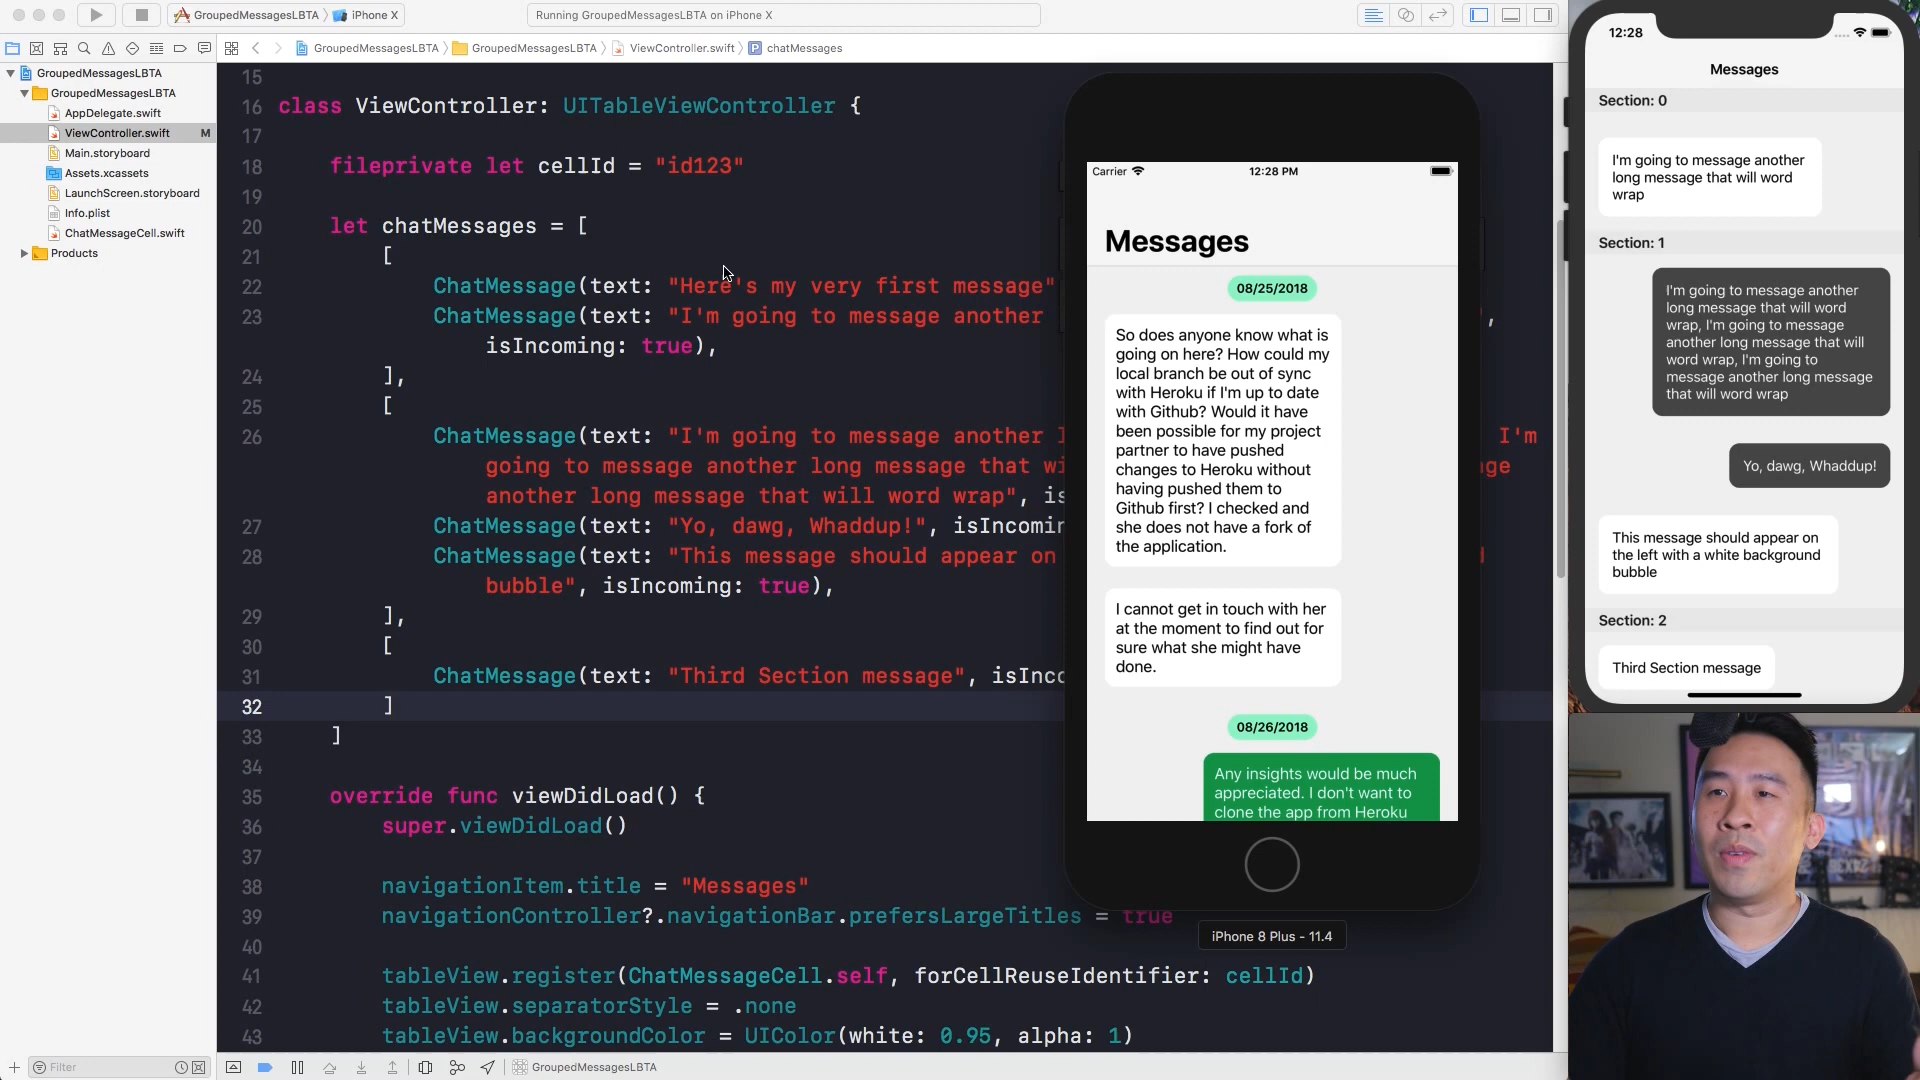 GroupedMessagesLBTA
iPhone X
Running GroupedMessagesLBTA on iPhone X
GroupedMessagesLBTA
GroupedMessagesLBTA
ViewController.swift
chatMessages
GroupedMessagesLBTA
GroupedMessagesLBTA
AppDelegate.swift
ViewController.swift M
Main.storyboard
Assets.xcassets
LaunchScreen.storyboard
Info.plist
ChatMessageCell.swift
Products
Filter
15
16 class ViewController: UITableViewController {
17
18 fileprivate let cellId = "id123"
19
20 let chatMessages = [
21 [
22 ChatMessage(text: "Here's my very first message"
23 ChatMessage(text: "I'm going to message another ,
isIncoming: true),
24 ],
25 [
26 ChatMessage(text: "I'm going to message another I'm
going to message another long message that
another long message that will word wrap",
27 ChatMessage(text: "Yo, dawg, Whaddup!",
28 ChatMessage(text: "This message should appear on
bubble", isIncoming: true),
29 ],
30 [
31 ChatMessage(text: "Third Section message",
32 ]
33 ]
34
35 override func viewDidLoad() {
36 super.viewDidLoad()
37
38 navigationItem.title = "Messages"
39 navigationController?.navigationBar.prefersLargeTitles = true
40
41 tableView.register(ChatMessageCell.self, forCellReuseIdentifier: cellId)
42 tableView.separatorStyle = .none
43 tableView.backgroundColor = UIColor(white: 0.95, alpha: 1)
GroupedMessagesLBTA
Carrier 12:28 PM
Messages
08/25/2018
So does anyone know what is
going on here? How could my
local branch be out of sync
with Heroku if I'm up to date
with Github? Would it have
been possible for my project
partner to have pushed
changes to Heroku without
having pushed them to
Github first? I checked and
she does not have a fork of
the application.
I cannot get in touch with her
at the moment to find out for
sure what she might have
done.
08/26/2018
Any insights would be much
appreciated. I don't want to
clone the app from Heroku
iPhone 8 Plus - 11.4
12:28
Messages
Section: 0
I'm going to message another
long message that will word
wrap
Section: 1
I'm going to message another
long message that will word
wrap, I'm going to message
another long message that will
word wrap, I'm going to
message another long message
that will word wrap
Yo, dawg, Whaddup!
This message should appear on
the left with a white background
bubble
Section: 2
Third Section message